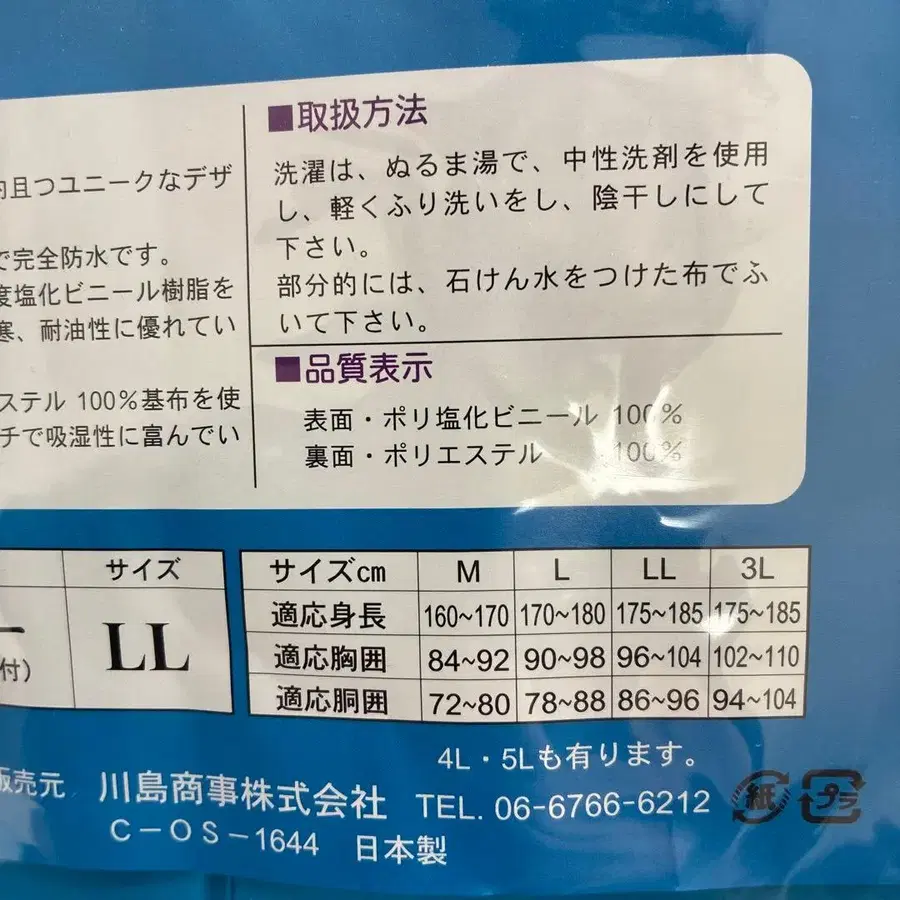 的且つユニークなデザ
で完全防水です。
度塩化ビニール樹脂を
寒、耐油性に優れてい
ステル 100%基布を使
チで吸湿性に富んでい
■取扱方法
洗濯は、ぬるま湯で、中性洗剤を使用
し、軽くふり洗いをし、陰干しにして
下さい。
部分的には、石けん水をつけた布でふ
いて下さい。
■品質表示
表面・ポリ塩化ビニール 100%
裏面・ポリエステル 100%
付)
サイズ
LL
サイズcm M L LL 3L
適応身長 160~170 170~180 175~185 175~185
適応胸囲 84~92 90~98 96~104 102~110
適応胴囲 72~80 78~88 86~96 94~104
4L・5Lも有ります。
販売元 川島商事株式会社 TEL. 06-6766-6212
C-OS-1644 日本製
紙 プラ